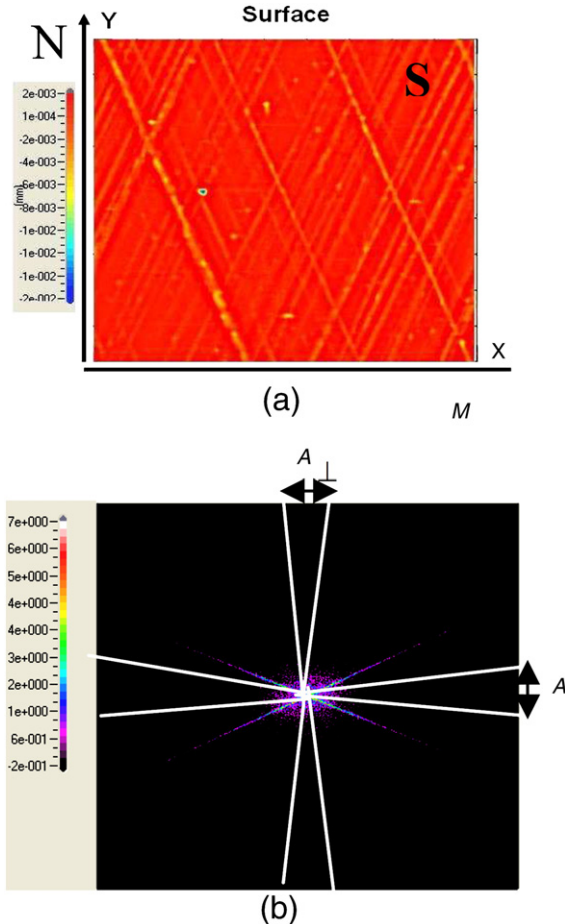 Surface
N
Y
S
2e-003
1e-004
-2e-003
-4e-003
-6e-003
-8e-003
-1e-002
-1e-002
-1e-002
-2e-002
[mm]
X
(a)
M
A
⊥
7e+000
6e+000
5e+000
4e+000
3e+000
2e+000
1e+000
6e-001
-2e-001
A
(b)